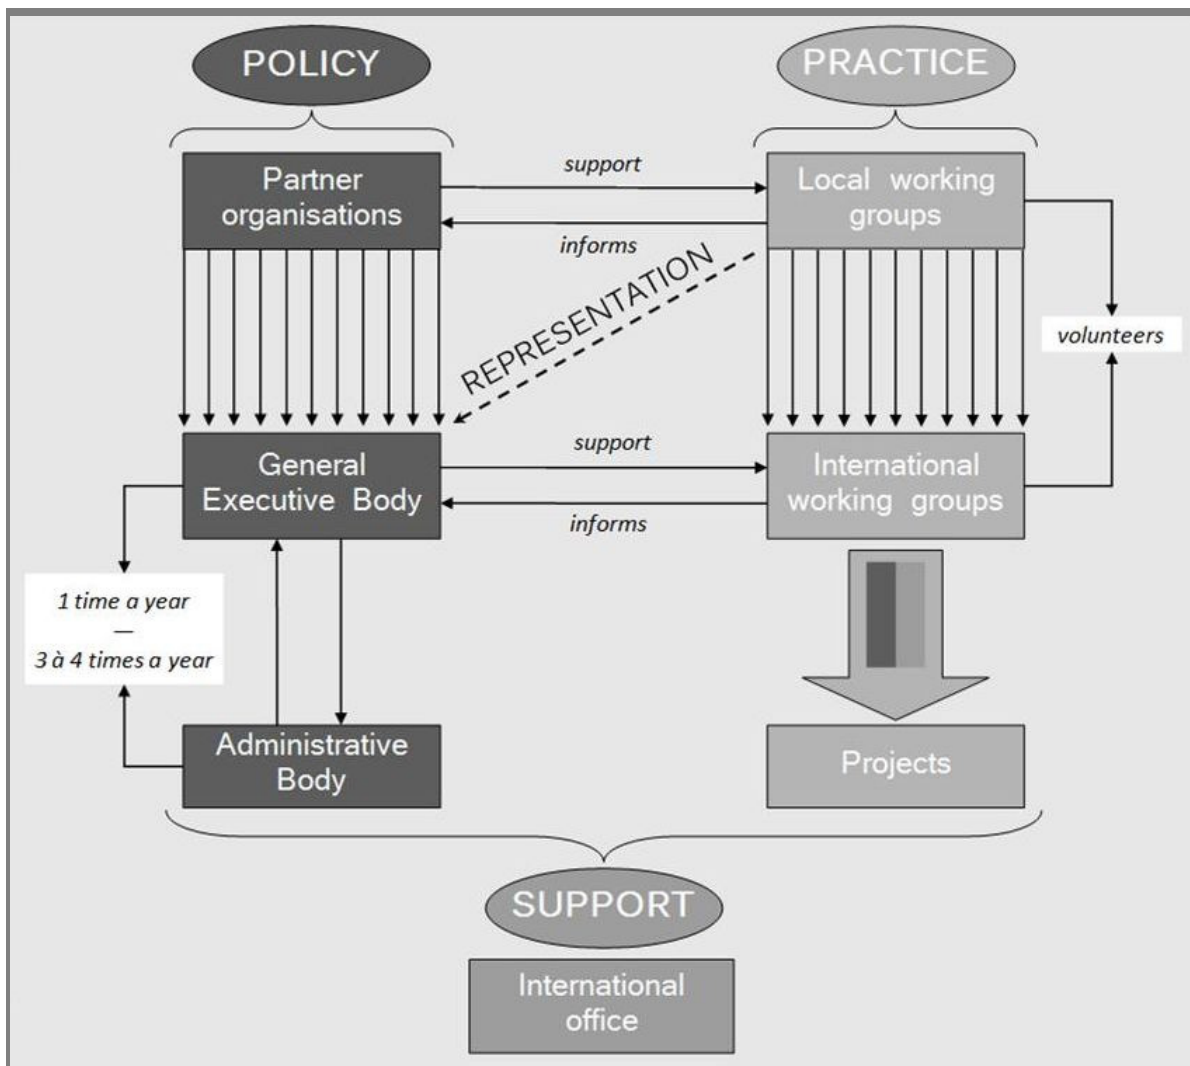 POLICY
PRACTICE
Partner
organisations
support
informs
Local working
groups
REPRESENTATION
volunteers
General
Executive Body
support
informs
International
working groups
1 time a year
—
3 à 4 times a year
Administrative
Body
Projects
SUPPORT
International
office